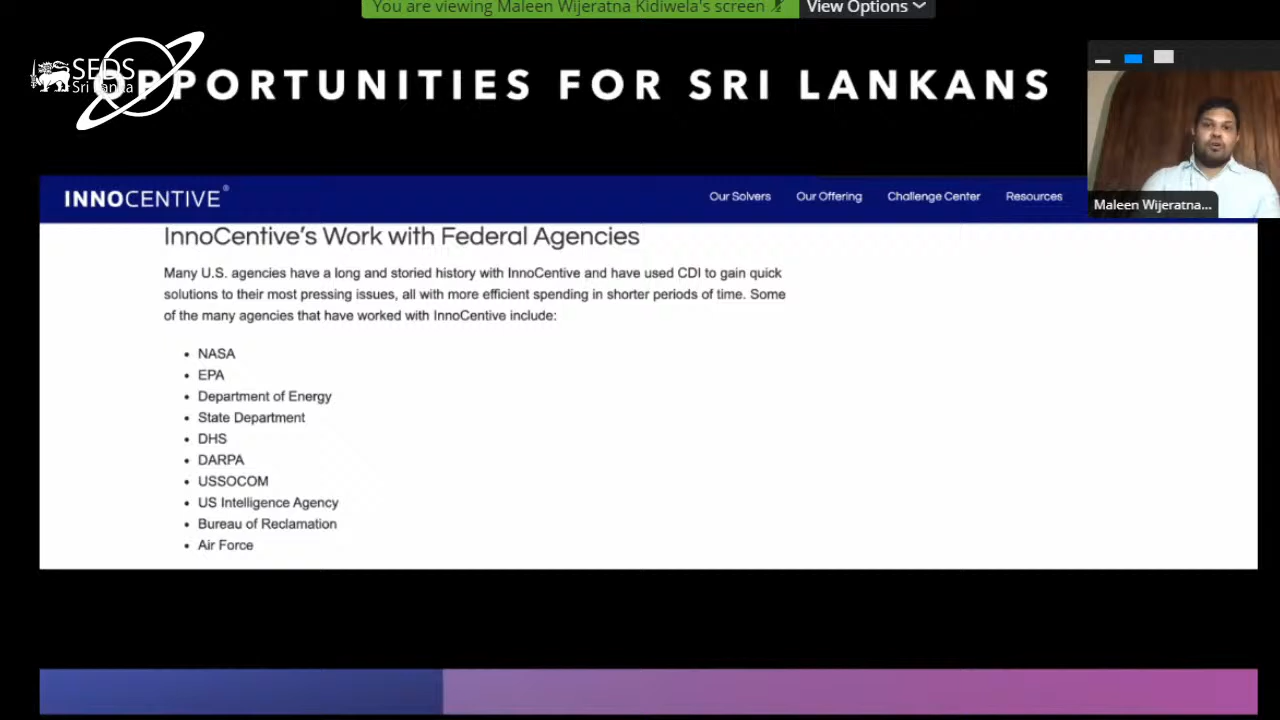 You are viewing Maleen Wijeratna Kidiwela's screen
View Options
SEDS
Sri Lanka
PPORTUNITIES FOR SRI LANKANS
Maleen Wijeratna...
INNOCENTIVE®
Our Solvers
Our Offering
Challenge Center
Resources
InnoCentive's Work with Federal Agencies
Many U.S. agencies have a long and storied history with InnoCentive and have used CDI to gain quick
solutions to their most pressing issues, all with more efficient spending in shorter periods of time. Some
of the many agencies that have worked with InnoCentive include:
• NASA
• EPA
• Department of Energy
• State Department
• DHS
• DARPA
• USSOCOM
• US Intelligence Agency
• Bureau of Reclamation
• Air Force